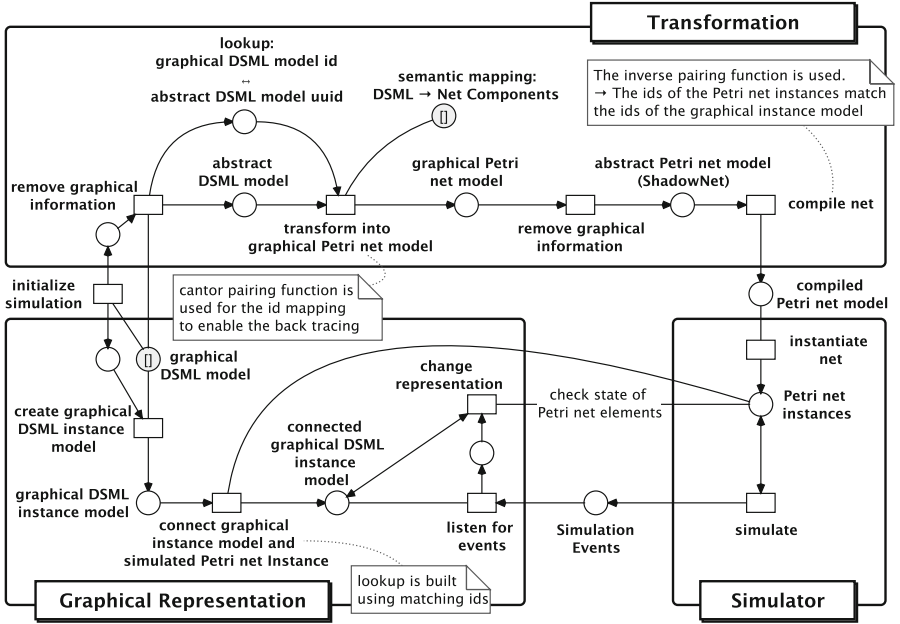 Transformation
lookup:
graphical DSML model id
↔
abstract DSML model uuid
semantic mapping:
DSML → Net Components
[]
The inverse pairing function is used.
→ The ids of the Petri net instances match
the ids of the graphical instance model
remove graphical
information
abstract
DSML model
graphical Petri
net model
abstract Petri net model
(ShadowNet)
transform into
graphical Petri net model
remove graphical
information
compile net
initialize
simulation
cantor pairing function is
used for the id mapping
to enable the back tracing
compiled
Petri net model
[]
graphical
DSML model
instantiate
net
change
representation
check state of
Petri net elements
Petri net
instances
create graphical
DSML instance
model
connected
graphical DSML
instance
model
graphical DSML
instance model
connect graphical
instance model and
simulated Petri net Instance
listen for
events
Simulation
Events
simulate
lookup is built
using matching ids
Graphical Representation
Simulator